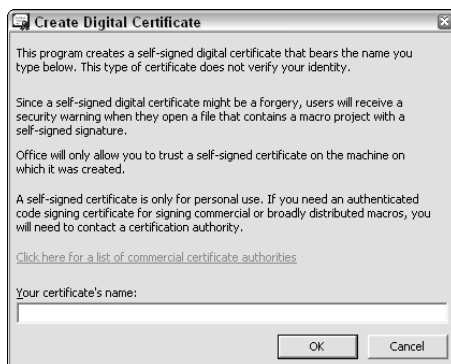 Create Digital Certificate
This program creates a self-signed digital certificate that bears the name you
type below. This type of certificate does not verify your identity.
Since a self-signed digital certificate might be a forgery, users will receive a
security warning when they open a file that contains a macro project with a
self-signed signature.
Office will only allow you to trust a self-signed certificate on the machine on
which it was created.
A self-signed certificate is only for personal use. If you need an authenticated
code signing certificate for signing commercial or broadly distributed macros, you
will need to contact a certification authority.
Click here for a list of commercial certificate authorities
Your certificate's name:
OK Cancel